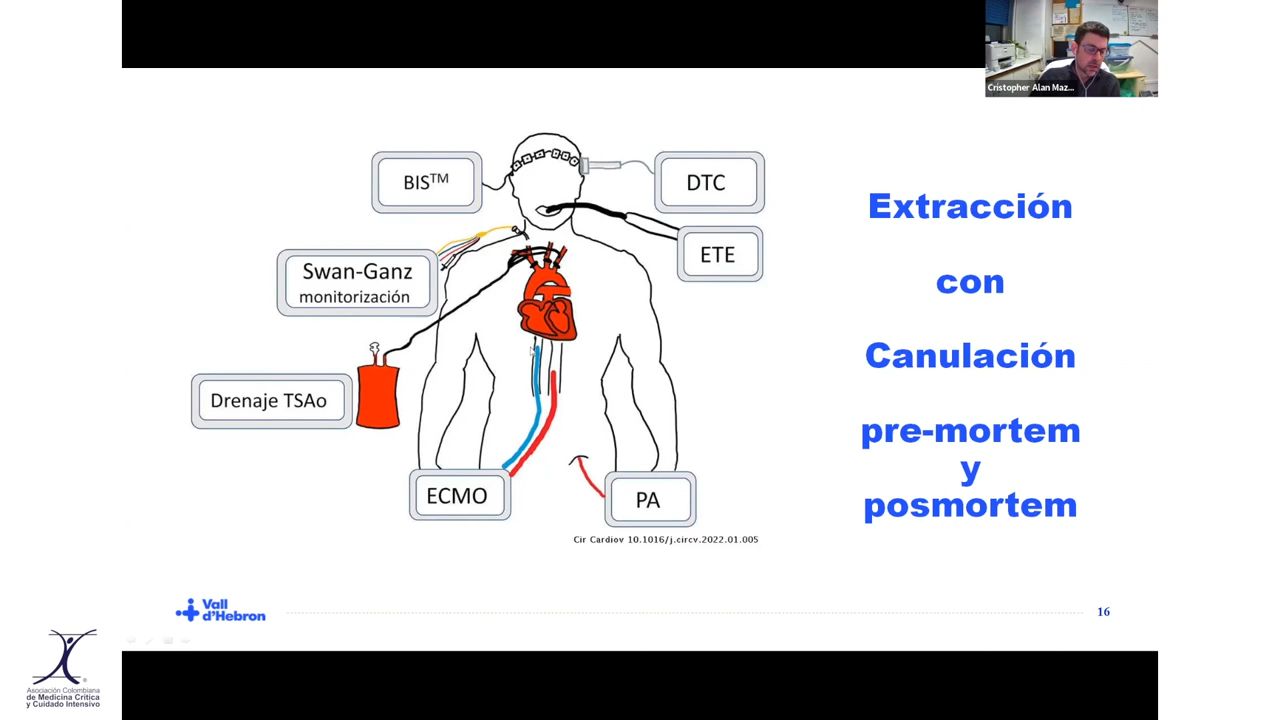 Cristopher Alan Maz...
BIS™
DTC
Extracción
ETE
Swan-Ganz
monitorización
con
Canulación
Drenaje TSAo
pre-mortem
y
posmortem
ECMO
PA
Cir Cardiov 10.1016/j.circv.2022.01.005
Vall
d'Hebron
16
Asociación Colombiana
de Medicina Crítica
y Cuidado Intensivo